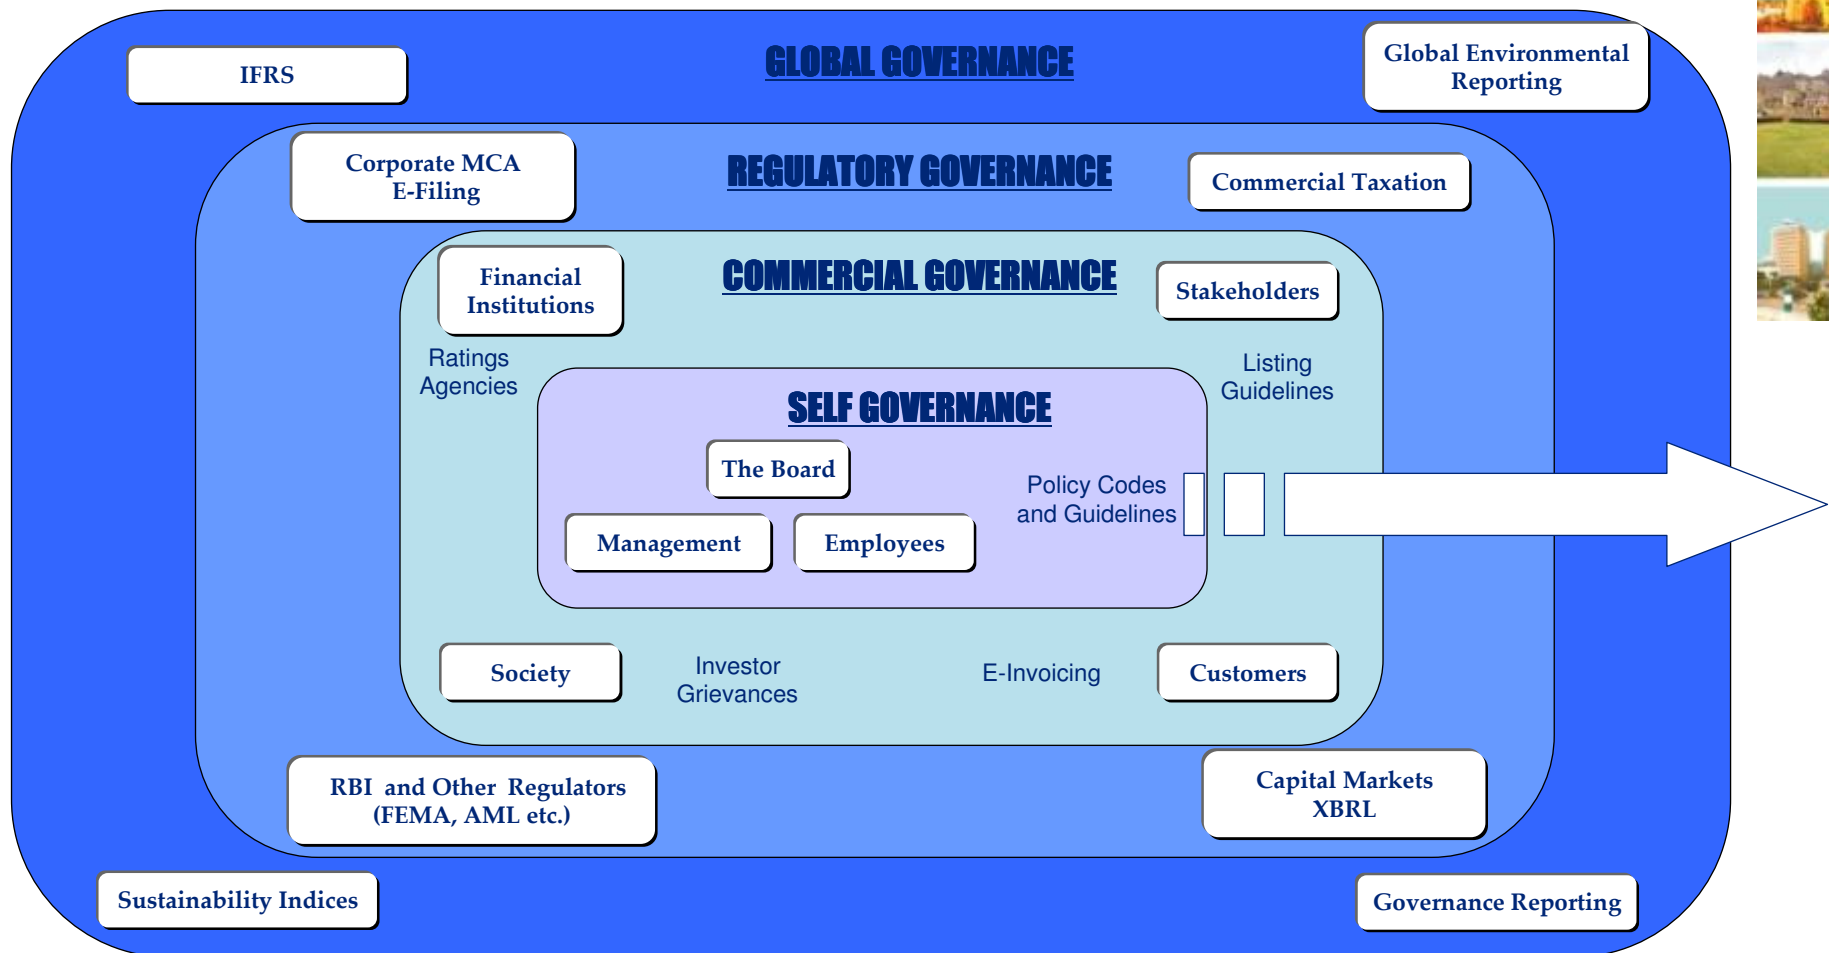 GLOBAL GOVERNANCE
IFRS
Global Environmental
Reporting
REGULATORY GOVERNANCE
Corporate MCA
E-Filing
Commercial Taxation
COMMERCIAL GOVERNANCE
Financial
Institutions
Stakeholders
Ratings
Agencies
Listing
Guidelines
SELF GOVERNANCE
The Board
Management
Employees
Policy Codes
and Guidelines
Society
Investor
Grievances
E-Invoicing
Customers
RBI and Other Regulators
(FEMA, AML etc.)
Capital Markets
XBRL
Sustainability Indices
Governance Reporting